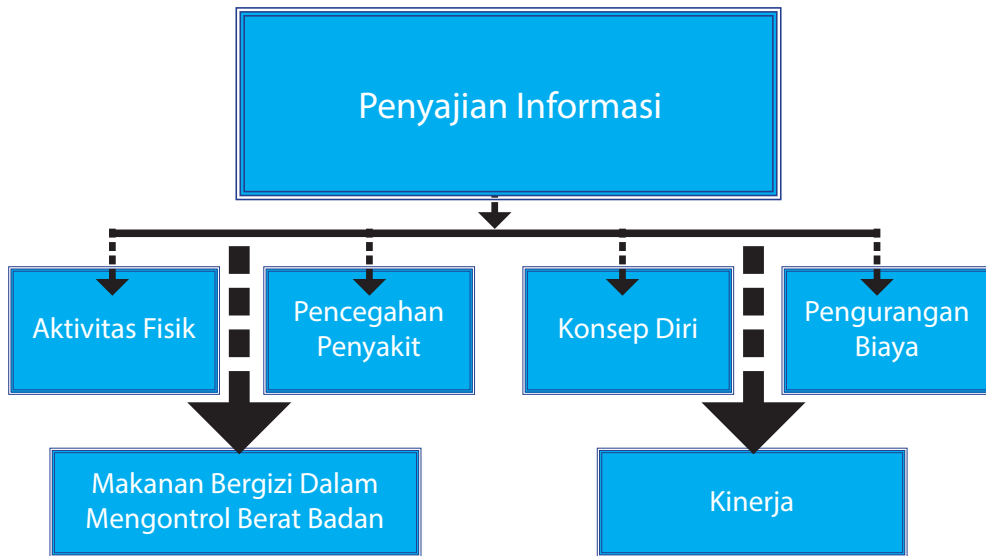 Penyajian Informasi
Aktivitas Fisik
Pencegahan
Penyakit
Konsep Diri
Pengurangan
Biaya
Makanan Bergizi Dalam
Mengontrol Berat Badan
Kinerja